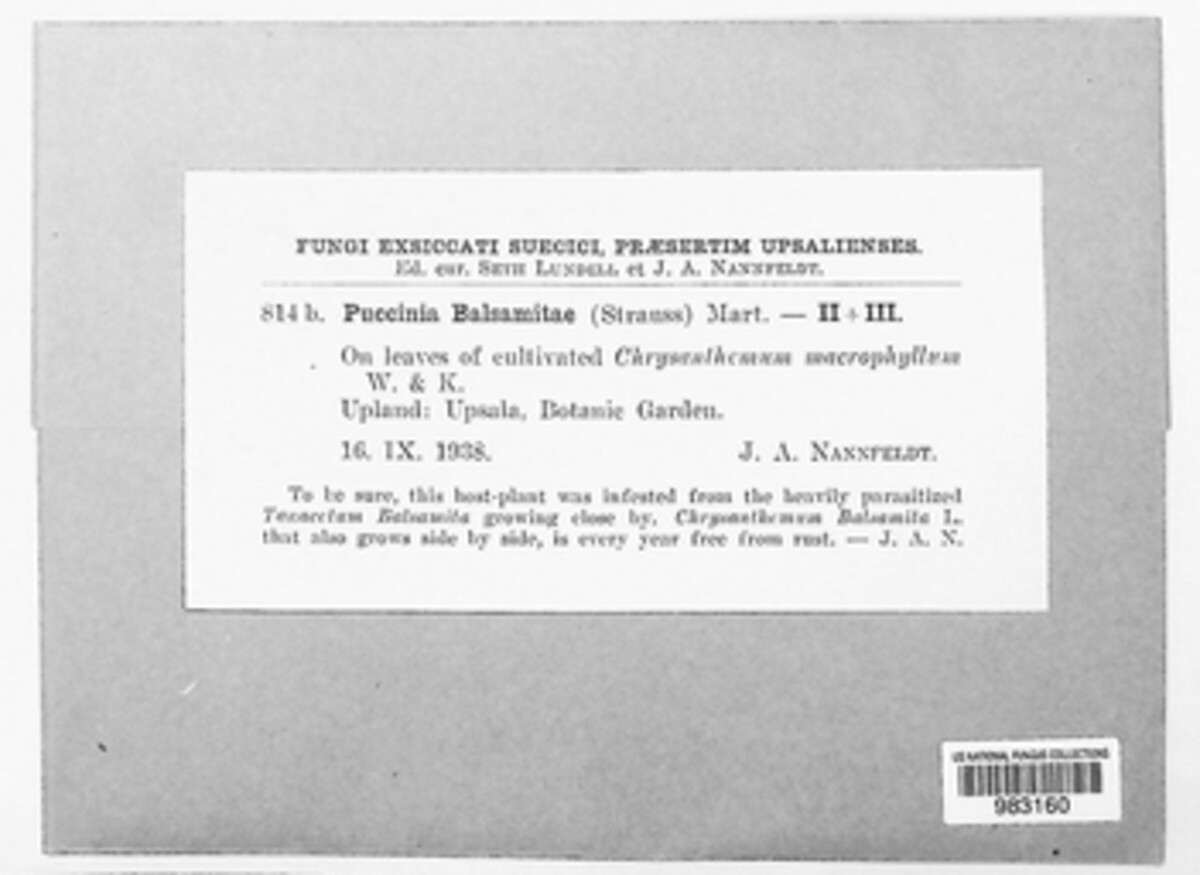 FUNGI EXSICCATI SUECICI, PRÆSERTIM UPSALIENSES.
Ed. cur. SETH LUNDELL et J. A. NANNFELDT.
814 b. Puccinia Balsamitae (Strauss) Mart. — II + III.
On leaves of cultivated Chrysanthemum macrophyllum
W. & K.
Upland: Upsala, Botanic Garden.
16. IX. 1938. J. A. NANNFELDT.
To be sure, this host-plant was infested from the heavily parasitized
Tanacetum Balsamita growing close by. Chrysanthemum Balsamita L.
that also grows side by side, is every year free from rust. — J. A. N.
US NATIONAL FUNGUS COLLECTIONS
983160